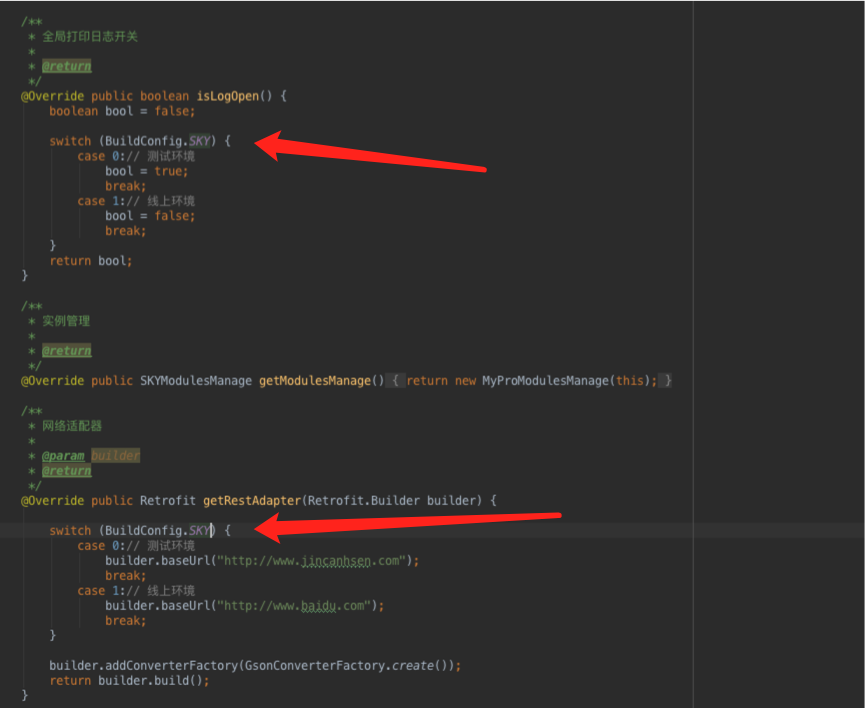 /**
* 全局打印日志开关
*
* @return
*/
@Override public boolean isLogOpen() {
boolean bool = false;
switch (BuildConfig.SKY) {
case 0:// 测试环境
bool = true;
break;
case 1:// 线上环境
bool = false;
break;
}
return bool;
}
/**
* 实例管理
*
* @return
*/
@Override public SKYModulesManage getModulesManage() { return new MyProModulesManage(this); }
/**
* 网络适配器
*
* @param builder
* @return
*/
@Override public Retrofit getRestAdapter(Retrofit.Builder builder) {
switch (BuildConfig.SKY) {
case 0:// 测试环境
builder.baseUrl("http://www.jincanhsen.com");
break;
case 1:// 线上环境
builder.baseUrl("http://www.baidu.com");
break;
}
builder.addConverterFactory(GsonConverterFactory.create());
return builder.build();
}